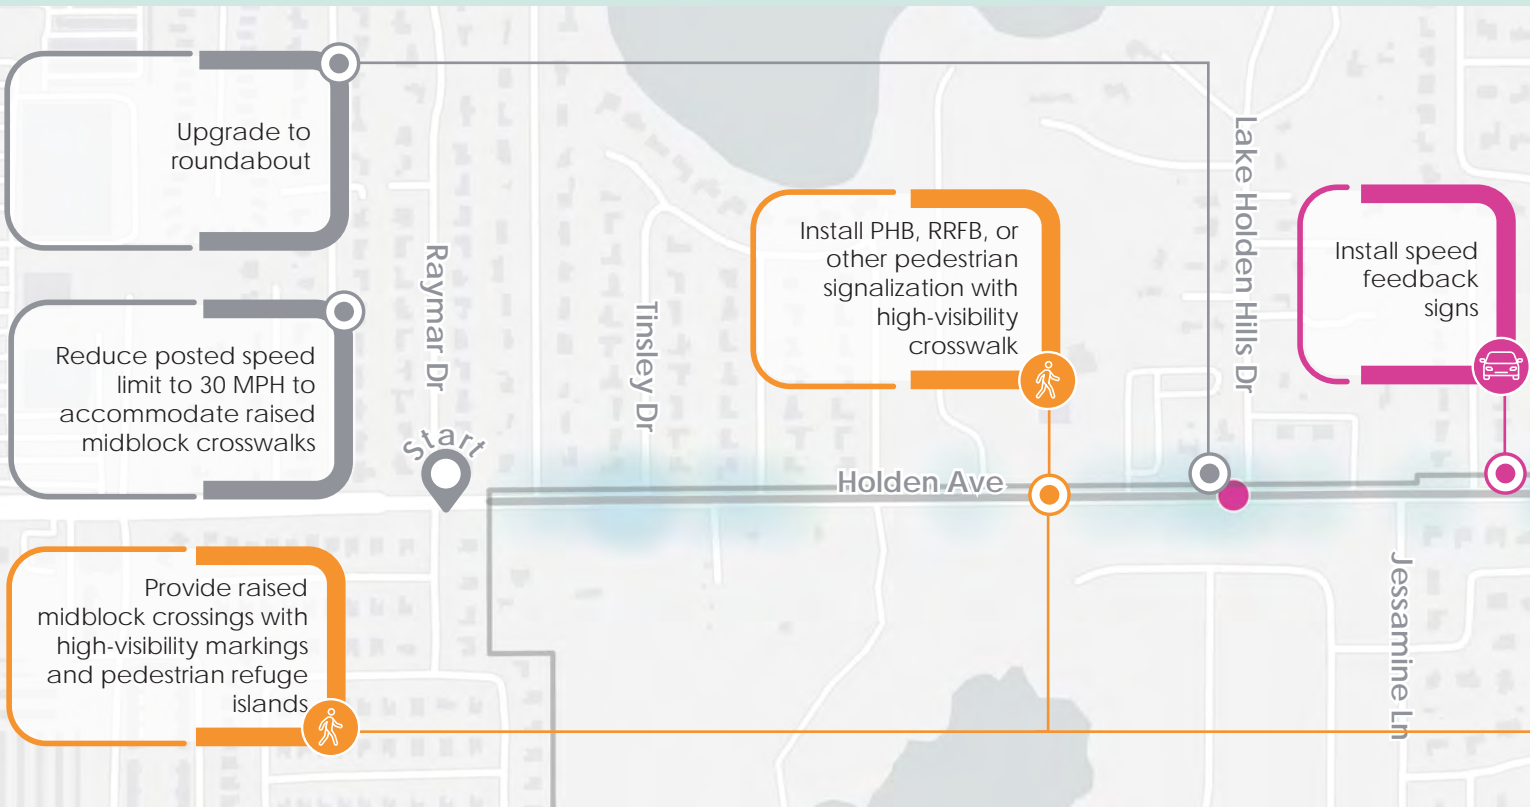 Upgrade to
roundabout
Reduce posted speed
limit to 30 MPH to
accommodate raised
midblock crosswalks
Provide raised
midblock crossings with
high-visibility markings
and pedestrian refuge
islands
Raymar Dr
Start
Tinsley Dr
Install PHB, RRFB, or
other pedestrian
signalization with
high-visibility
crosswalk
Holden Ave
Lake Holden Hills Dr
Install speed
feedback
signs
Jessamine Ln